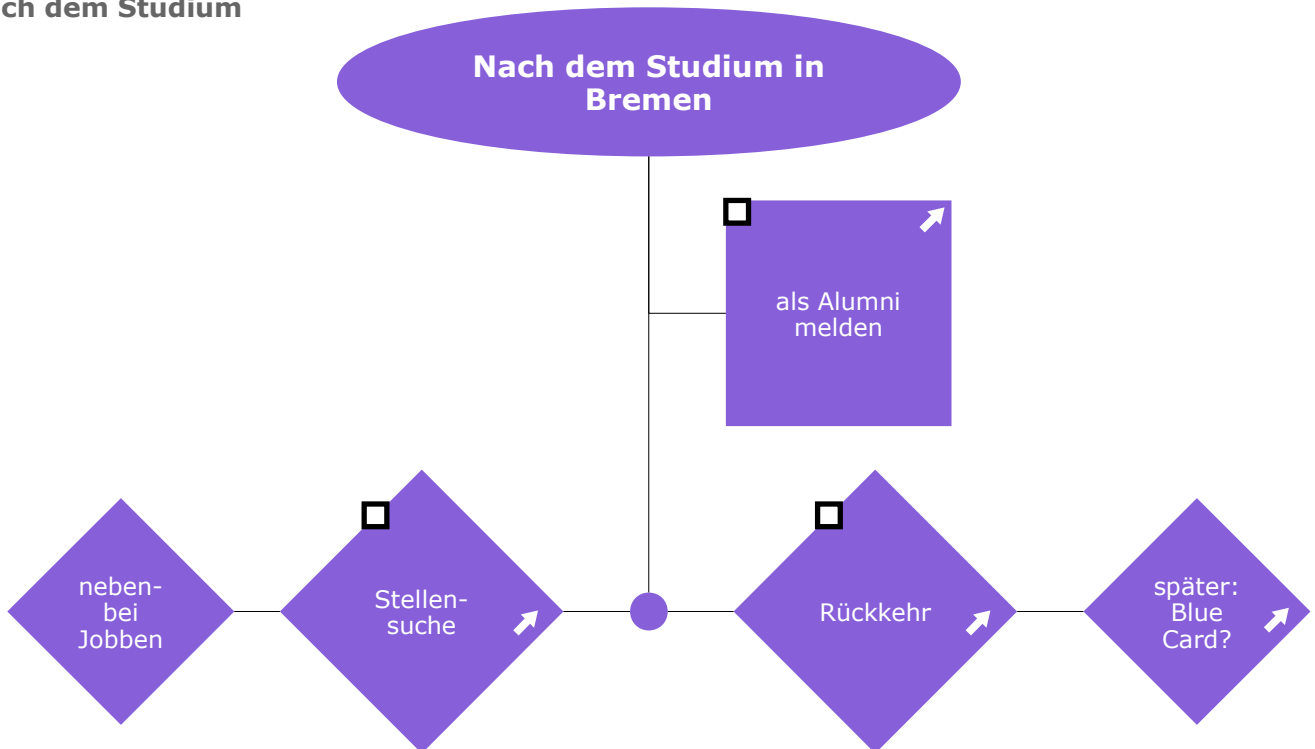 ch dem Studium
Nach dem Studium in
Bremen
als Alumni
melden
neben-
bei
Jobben
Stellen-
suche
Rückkehr
später:
Blue
Card?